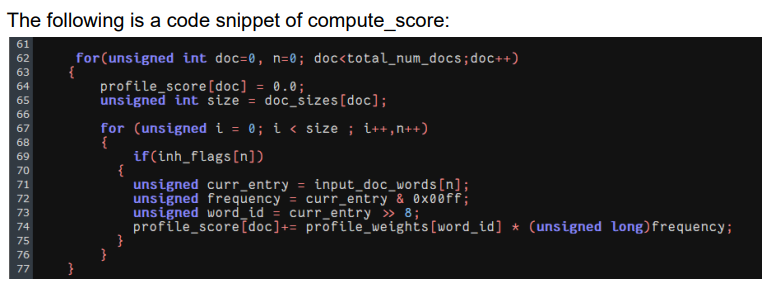 The following is a code snippet of compute_score:
61
62 for(unsigned int doc=0, n=0; doc<total_num_docs;doc++)
63 {
64 profile_score[doc] = 0.0;
65 unsigned int size = doc_sizes[doc];
66
67 for (unsigned i = 0; i < size ; i++,n++)
68 {
69 if(inh_flags[n])
70 {
71 unsigned curr_entry = input_doc_words[n];
72 unsigned frequency = curr_entry & 0x00ff;
73 unsigned word_id = curr_entry >> 8;
74 profile_score[doc]+= profile_weights[word_id] * (unsigned long)frequency;
75 }
76 }
77 }